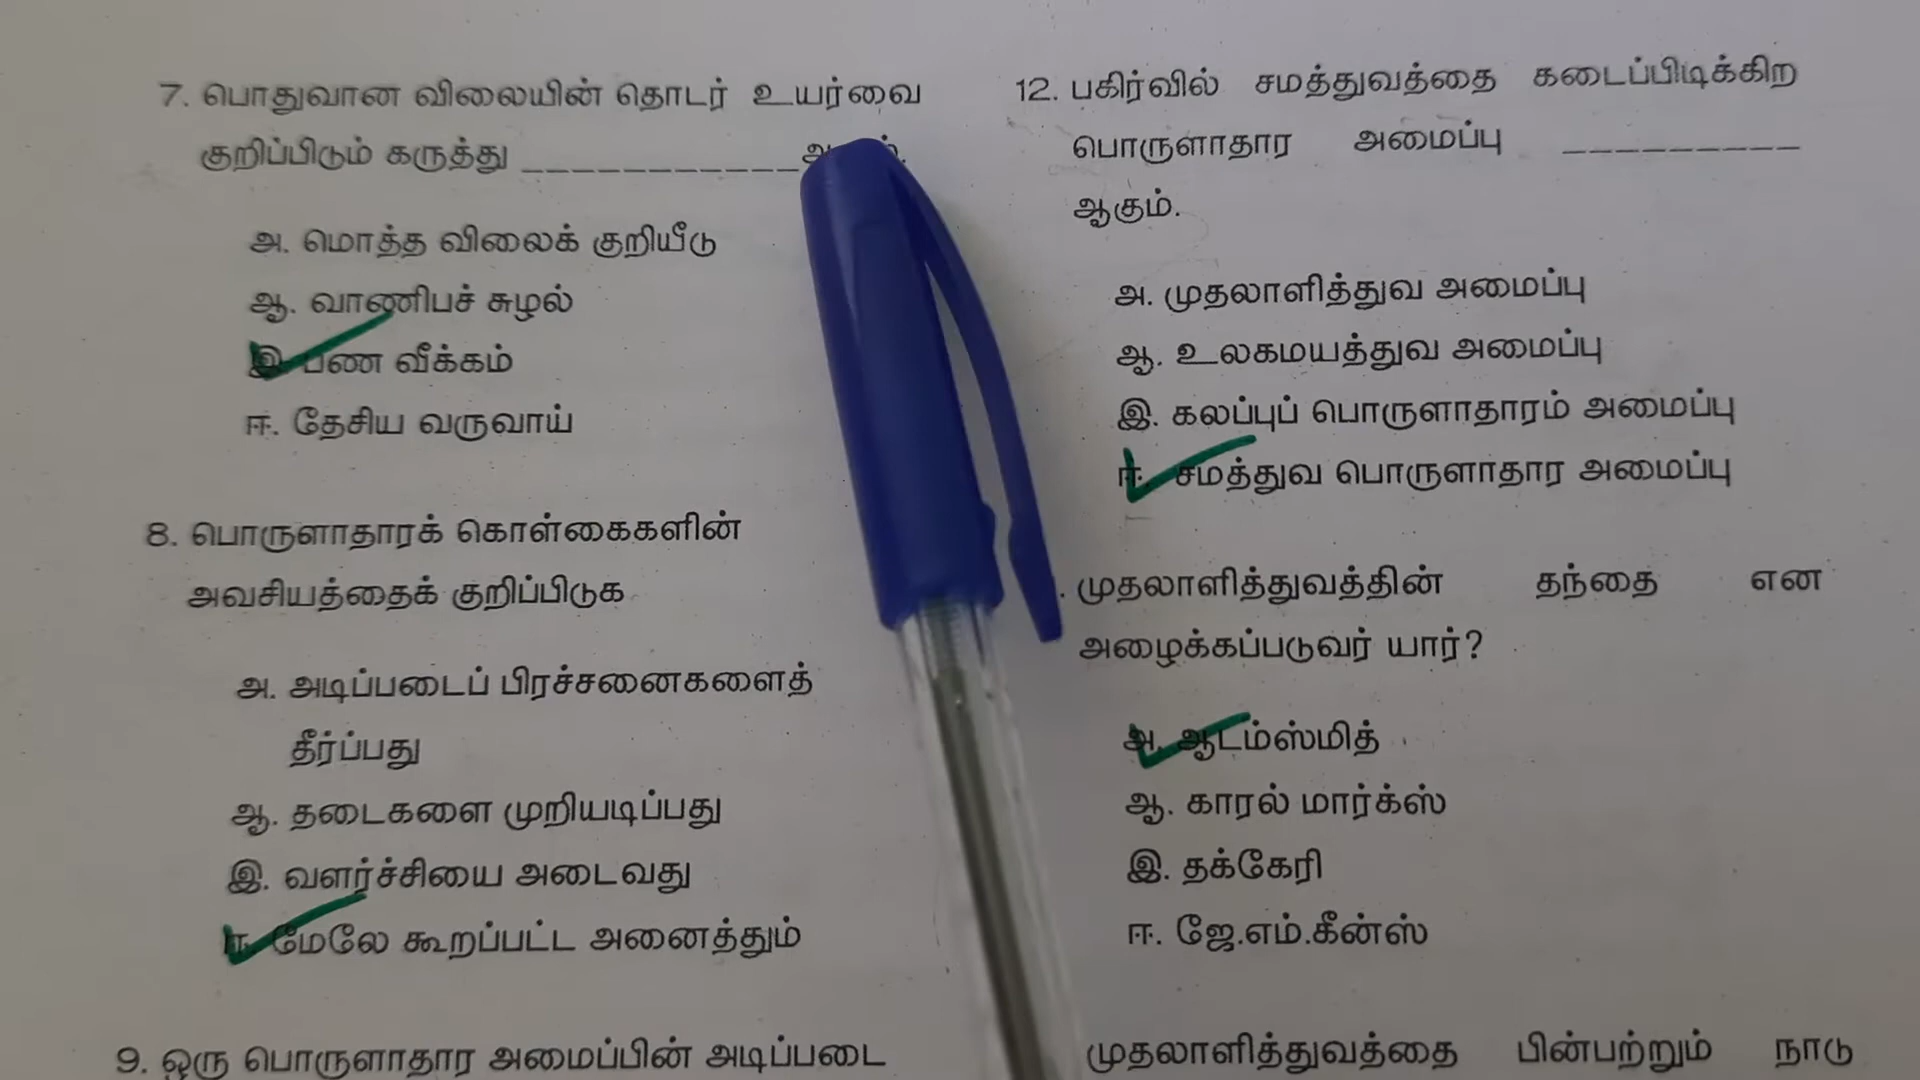 7. பொதுவான விலையின் தொடர் உயர்வை
குறிப்பிடும் கருத்து ___________
அ. மொத்த விலைக் குறியீடு
ஆ. வாணிபச் சுழல்
இ. பண வீக்கம்
ஈ. தேசிய வருவாய்
8. பொருளாதாரக் கொள்கைகளின்
அவசியத்தைக் குறிப்பிடுக
அ. அடிப்படைப் பிரச்சனைகளைத்
தீர்ப்பது
ஆ. தடைகளை முறியடிப்பது
இ. வளர்ச்சியை அடைவது
ஈ. மேலே கூறப்பட்ட அனைத்தும்
9. ஒரு பொருளாதார அமைப்பின் அடிப்படை
12. பகிர்வில் சமத்துவத்தை கடைப்பிடிக்கிற
பொருளாதார அமைப்பு _________
ஆகும்.
அ. முதலாளித்துவ அமைப்பு
ஆ. உலகமயத்துவ அமைப்பு
இ. கலப்புப் பொருளாதாரம் அமைப்பு
ஈ. சமத்துவ பொருளாதார அமைப்பு
. முதலாளித்துவத்தின் தந்தை என
அழைக்கப்படுவர் யார்?
அ. ஆடம்ஸ்மித்
ஆ. காரல் மார்க்ஸ்
இ. தக்கேரி
ஈ. ஜே.எம்.கீன்ஸ்
முதலாளித்துவத்தை பின்பற்றும் நாடு